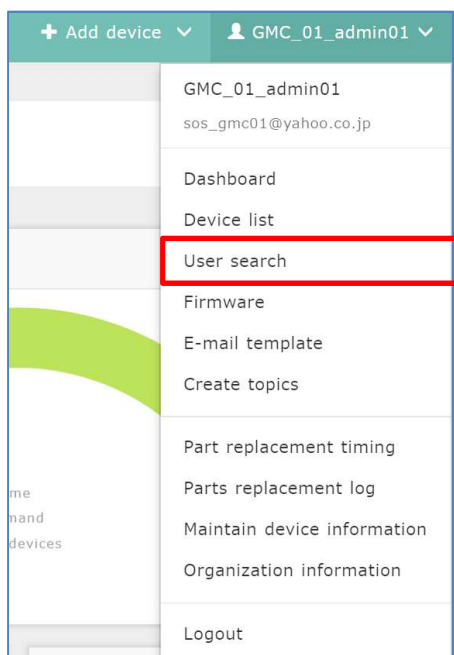 Add device
GMC_01_admin01
GMC_01_admin01
sos_gmc01@yahoo.co.jp
Dashboard
Device list
User search
Firmware
E-mail template
Create topics
Part replacement timing
me
Parts replacement log
mand
Maintain device information
devices
Organization information
Logout